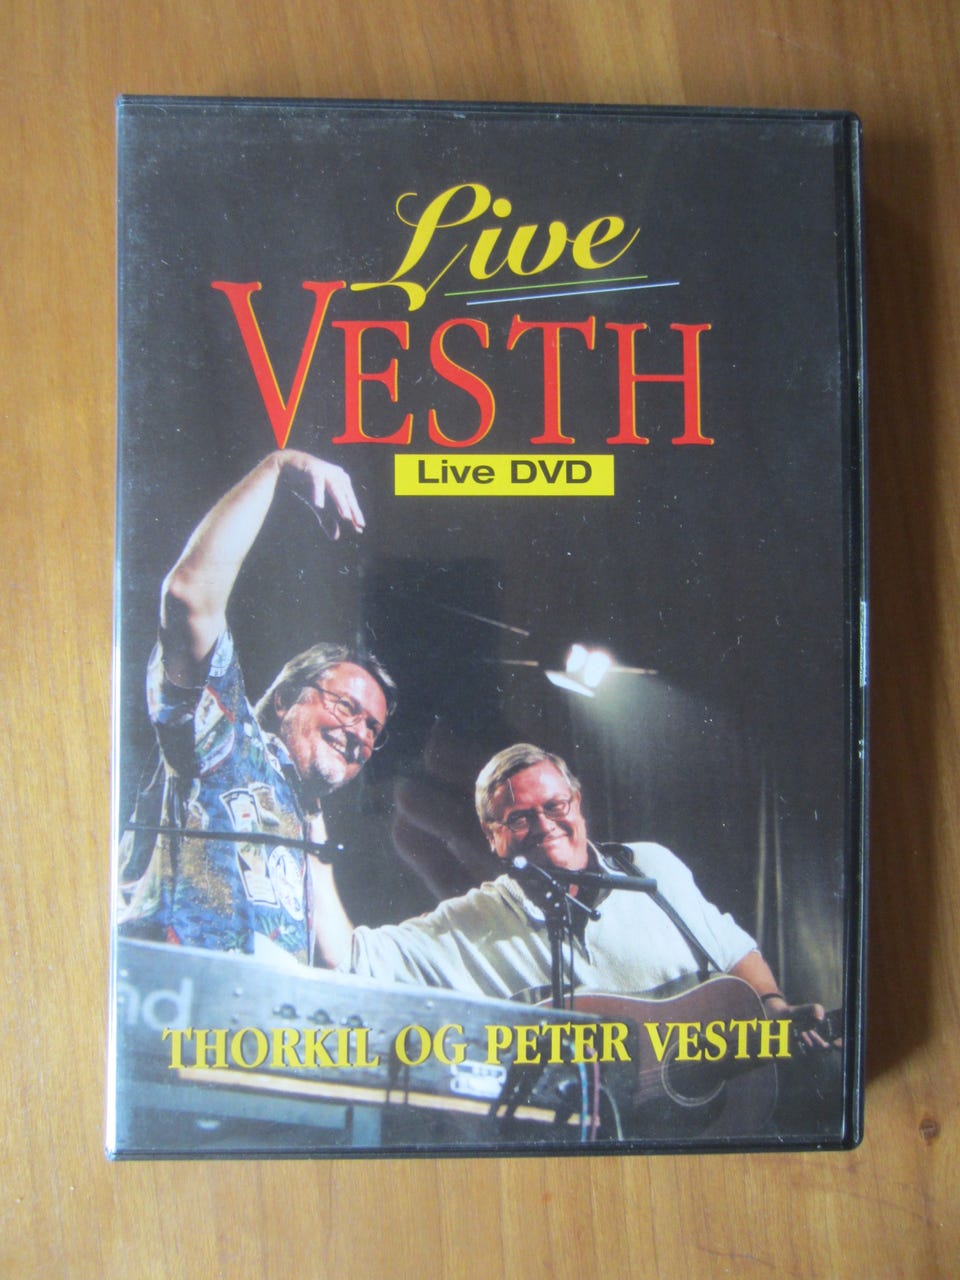 Live
VESTH
Live DVD
THORKIL OG PETER VESTH